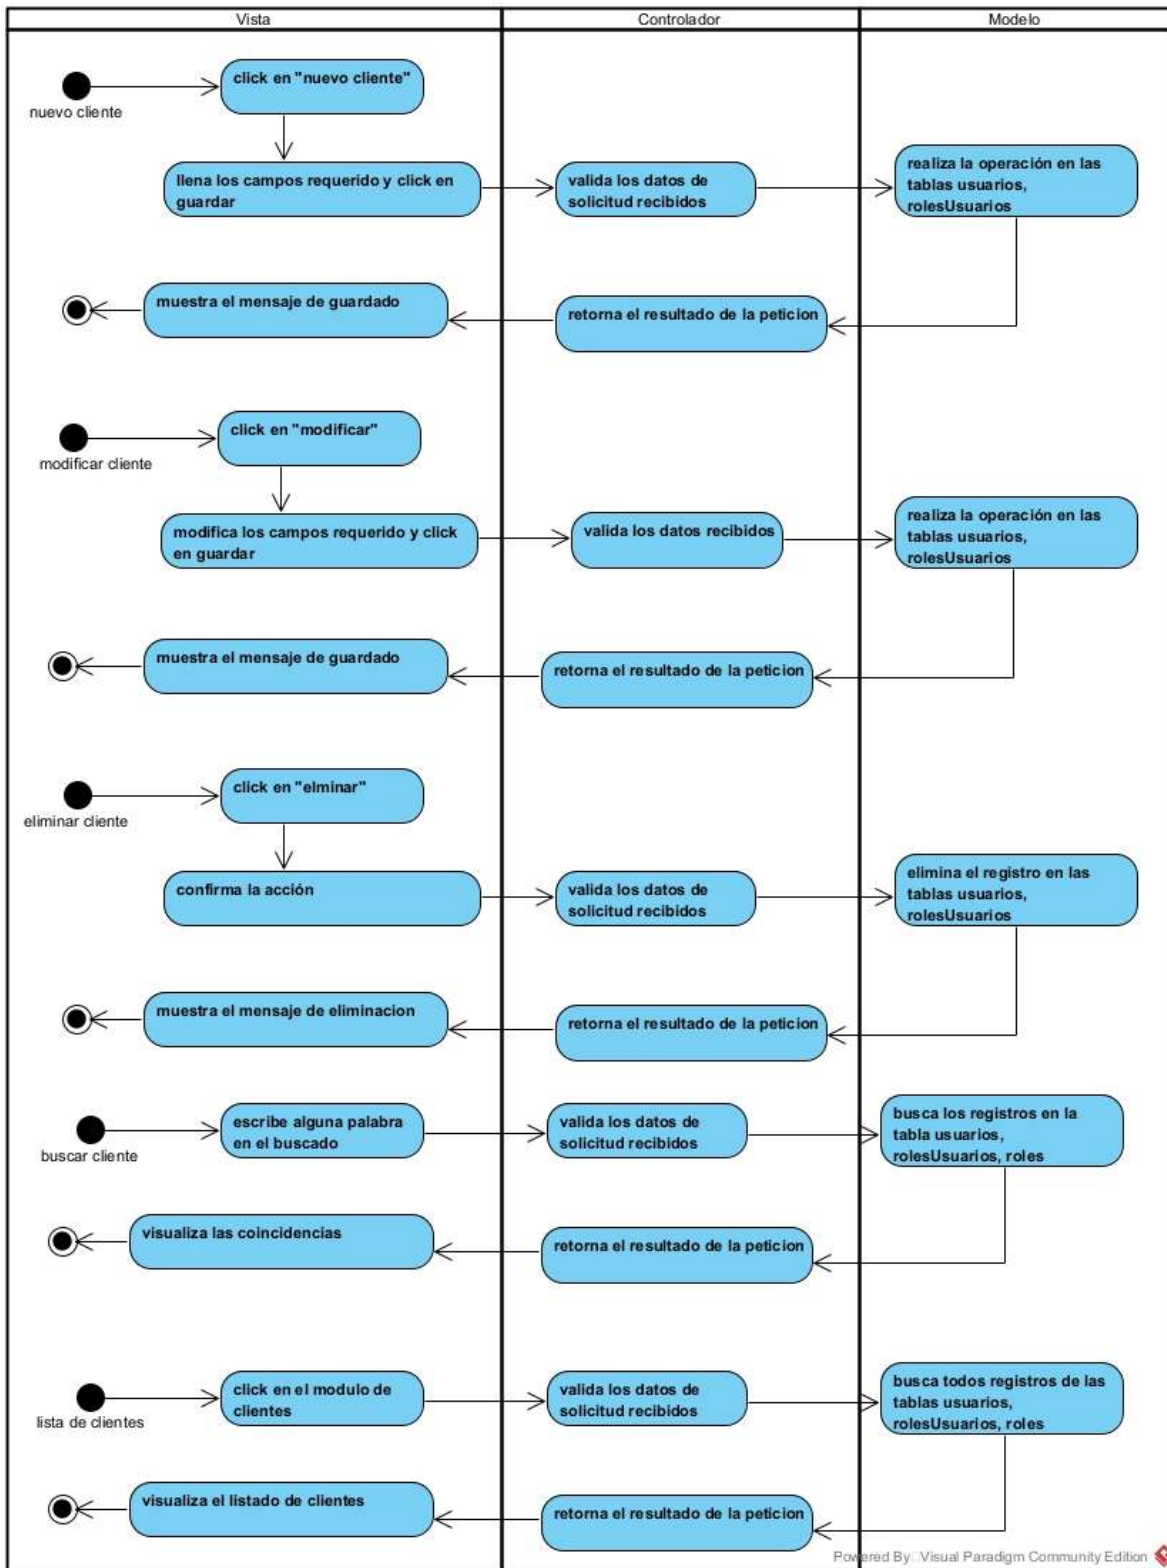 Vista
Controlador
Modelo
click en "nuevo cliente"
nuevo cliente
llena los campos requerido y click en
guardar
valida los datos de
solicitud recibidos
realiza la operación en las
tablas usuarios,
rolesUsuarios
muestra el mensaje de guardado
retorna el resultado de la peticion
click en "modificar"
modificar cliente
modifica los campos requerido y click
en guardar
valida los datos recibidos
realiza la operación en las
tablas usuarios,
rolesUsuarios
muestra el mensaje de guardado
retorna el resultado de la peticion
click en "elminar"
eliminar cliente
confirma la acción
valida los datos de
solicitud recibidos
elimina el registro en las
tablas usuarios,
rolesUsuarios
muestra el mensaje de eliminacion
retorna el resultado de la peticion
escribe alguna palabra
en el buscado
buscar cliente
valida los datos de
solicitud recibidos
busca los registros en la
tabla usuarios,
rolesUsuarios, roles
visualiza las coincidencias
retorna el resultado de la peticion
click en el modulo de
clientes
lista de clientes
valida los datos de
solicitud recibidos
busca todos registros de las
tablas usuarios,
rolesUsuarios, roles
visualiza el listado de clientes
retorna el resultado de la peticion
Powered By Visual Paradigm Community Edition